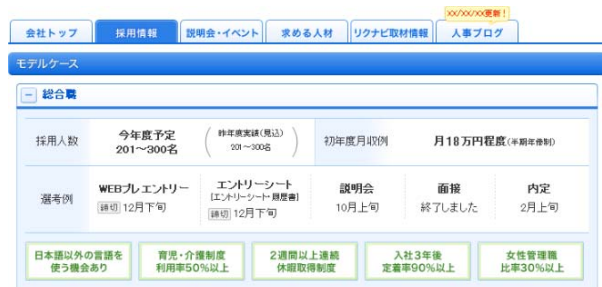 xx/xx/xx更新！
会社トップ
採用情報
説明会・イベント
求める人材
リクナビ取材情報
人事ブログ
モデルケース
総合職
採用人数
今年度予定
201～300名
昨年度実績(見込)
201～300名
初年度月収例
月18万円程度(半期年俸制)
選考例
WEBプレエントリー
締切 12月下旬
エントリーシート
[エントリーシート・履歴書]
締切 12月下旬
説明会
10月上旬
面接
終了しました
内定
2月上旬
日本語以外の言語を
使う機会あり
育児・介護制度
利用率50%以上
2週間以上連続
休暇取得制度
入社3年後
定着率90%以上
女性管理職
比率30%以上